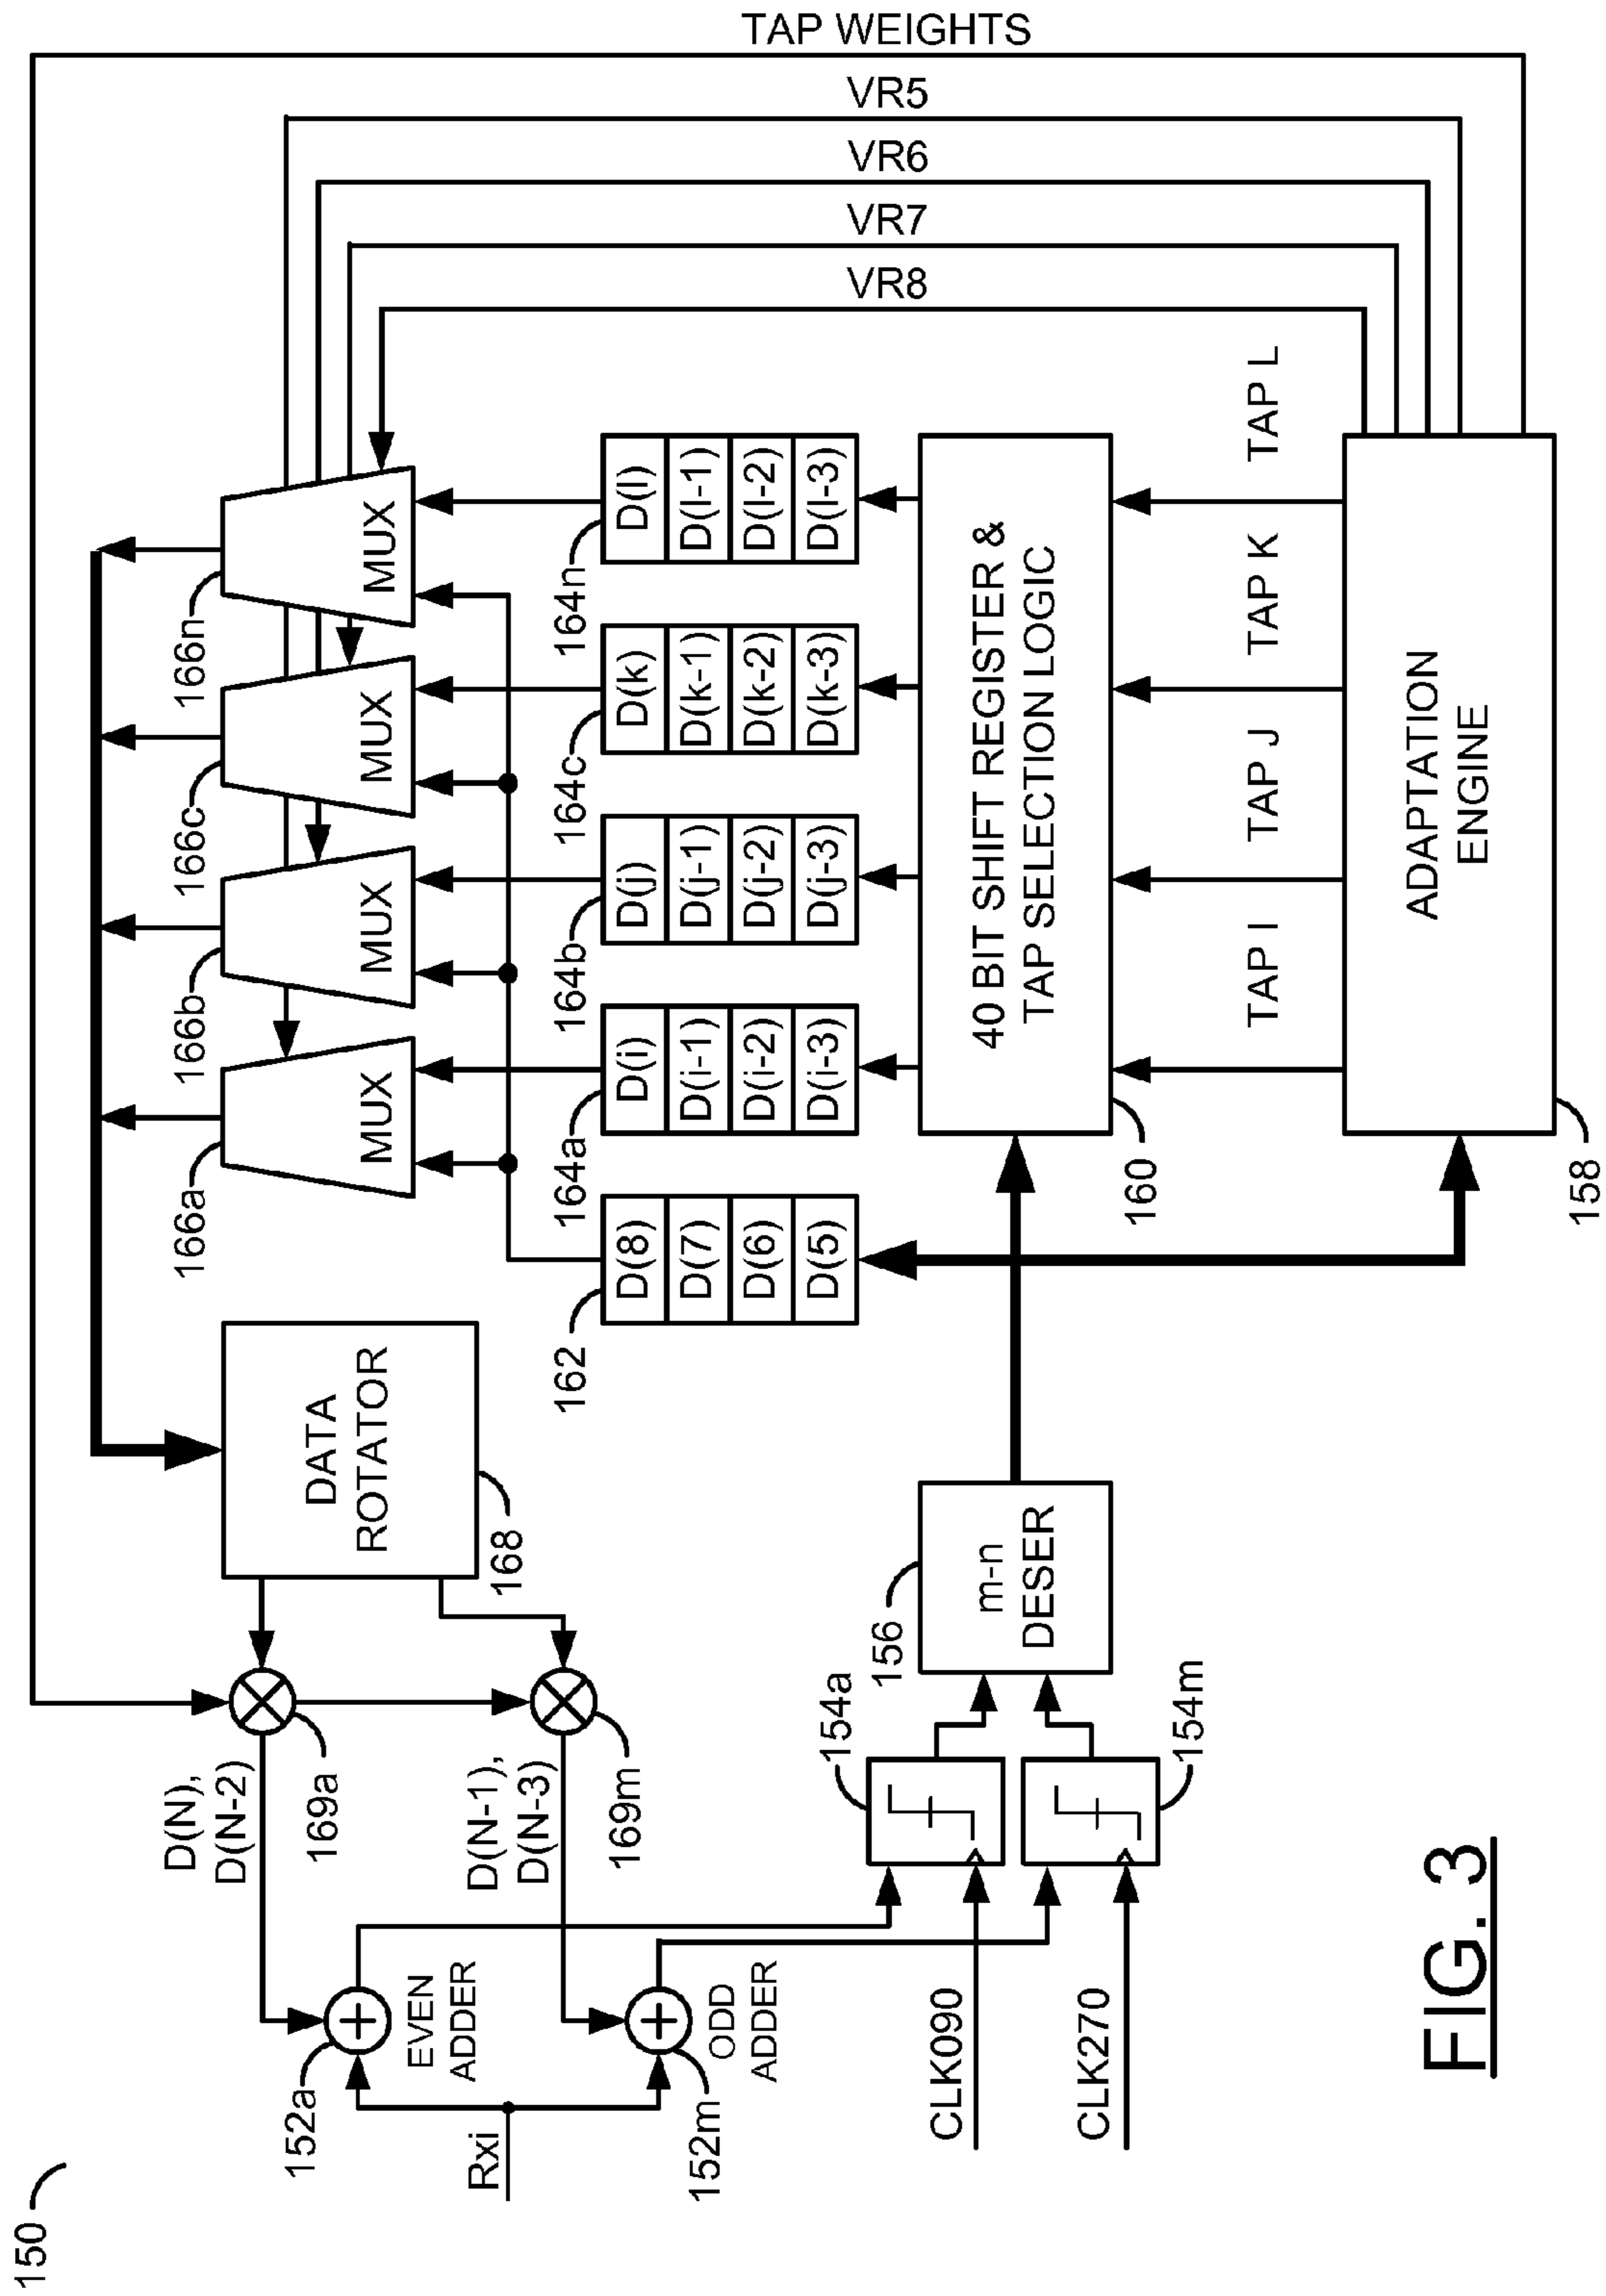 150
TAP WEIGHTS
VR5
VR6
VR7
VR8
166a
166b
166c
166n
MUX
MUX
MUX
MUX
DATA
ROTATOR
168
D(N),
D(N-2)
169a
D(N-1),
D(N-3)
169m
152a
EVEN
ADDER
Rxi
152m
ODD
ADDER
162
D(8)
D(7)
D(6)
D(5)
164a
D(i)
D(i-1)
D(i-2)
D(i-3)
164b
D(j)
D(j-1)
D(j-2)
D(j-3)
164c
D(k)
D(k-1)
D(k-2)
D(k-3)
164n
D(l)
D(l-1)
D(l-2)
D(l-3)
154a
154m
CLK090
CLK270
156
m-n
DESER
40 BIT SHIFT REGISTER &
TAP SELECTION LOGIC
160
TAP I
TAP J
TAP K
TAP L
ADAPTATION
ENGINE
158
FIG. 3